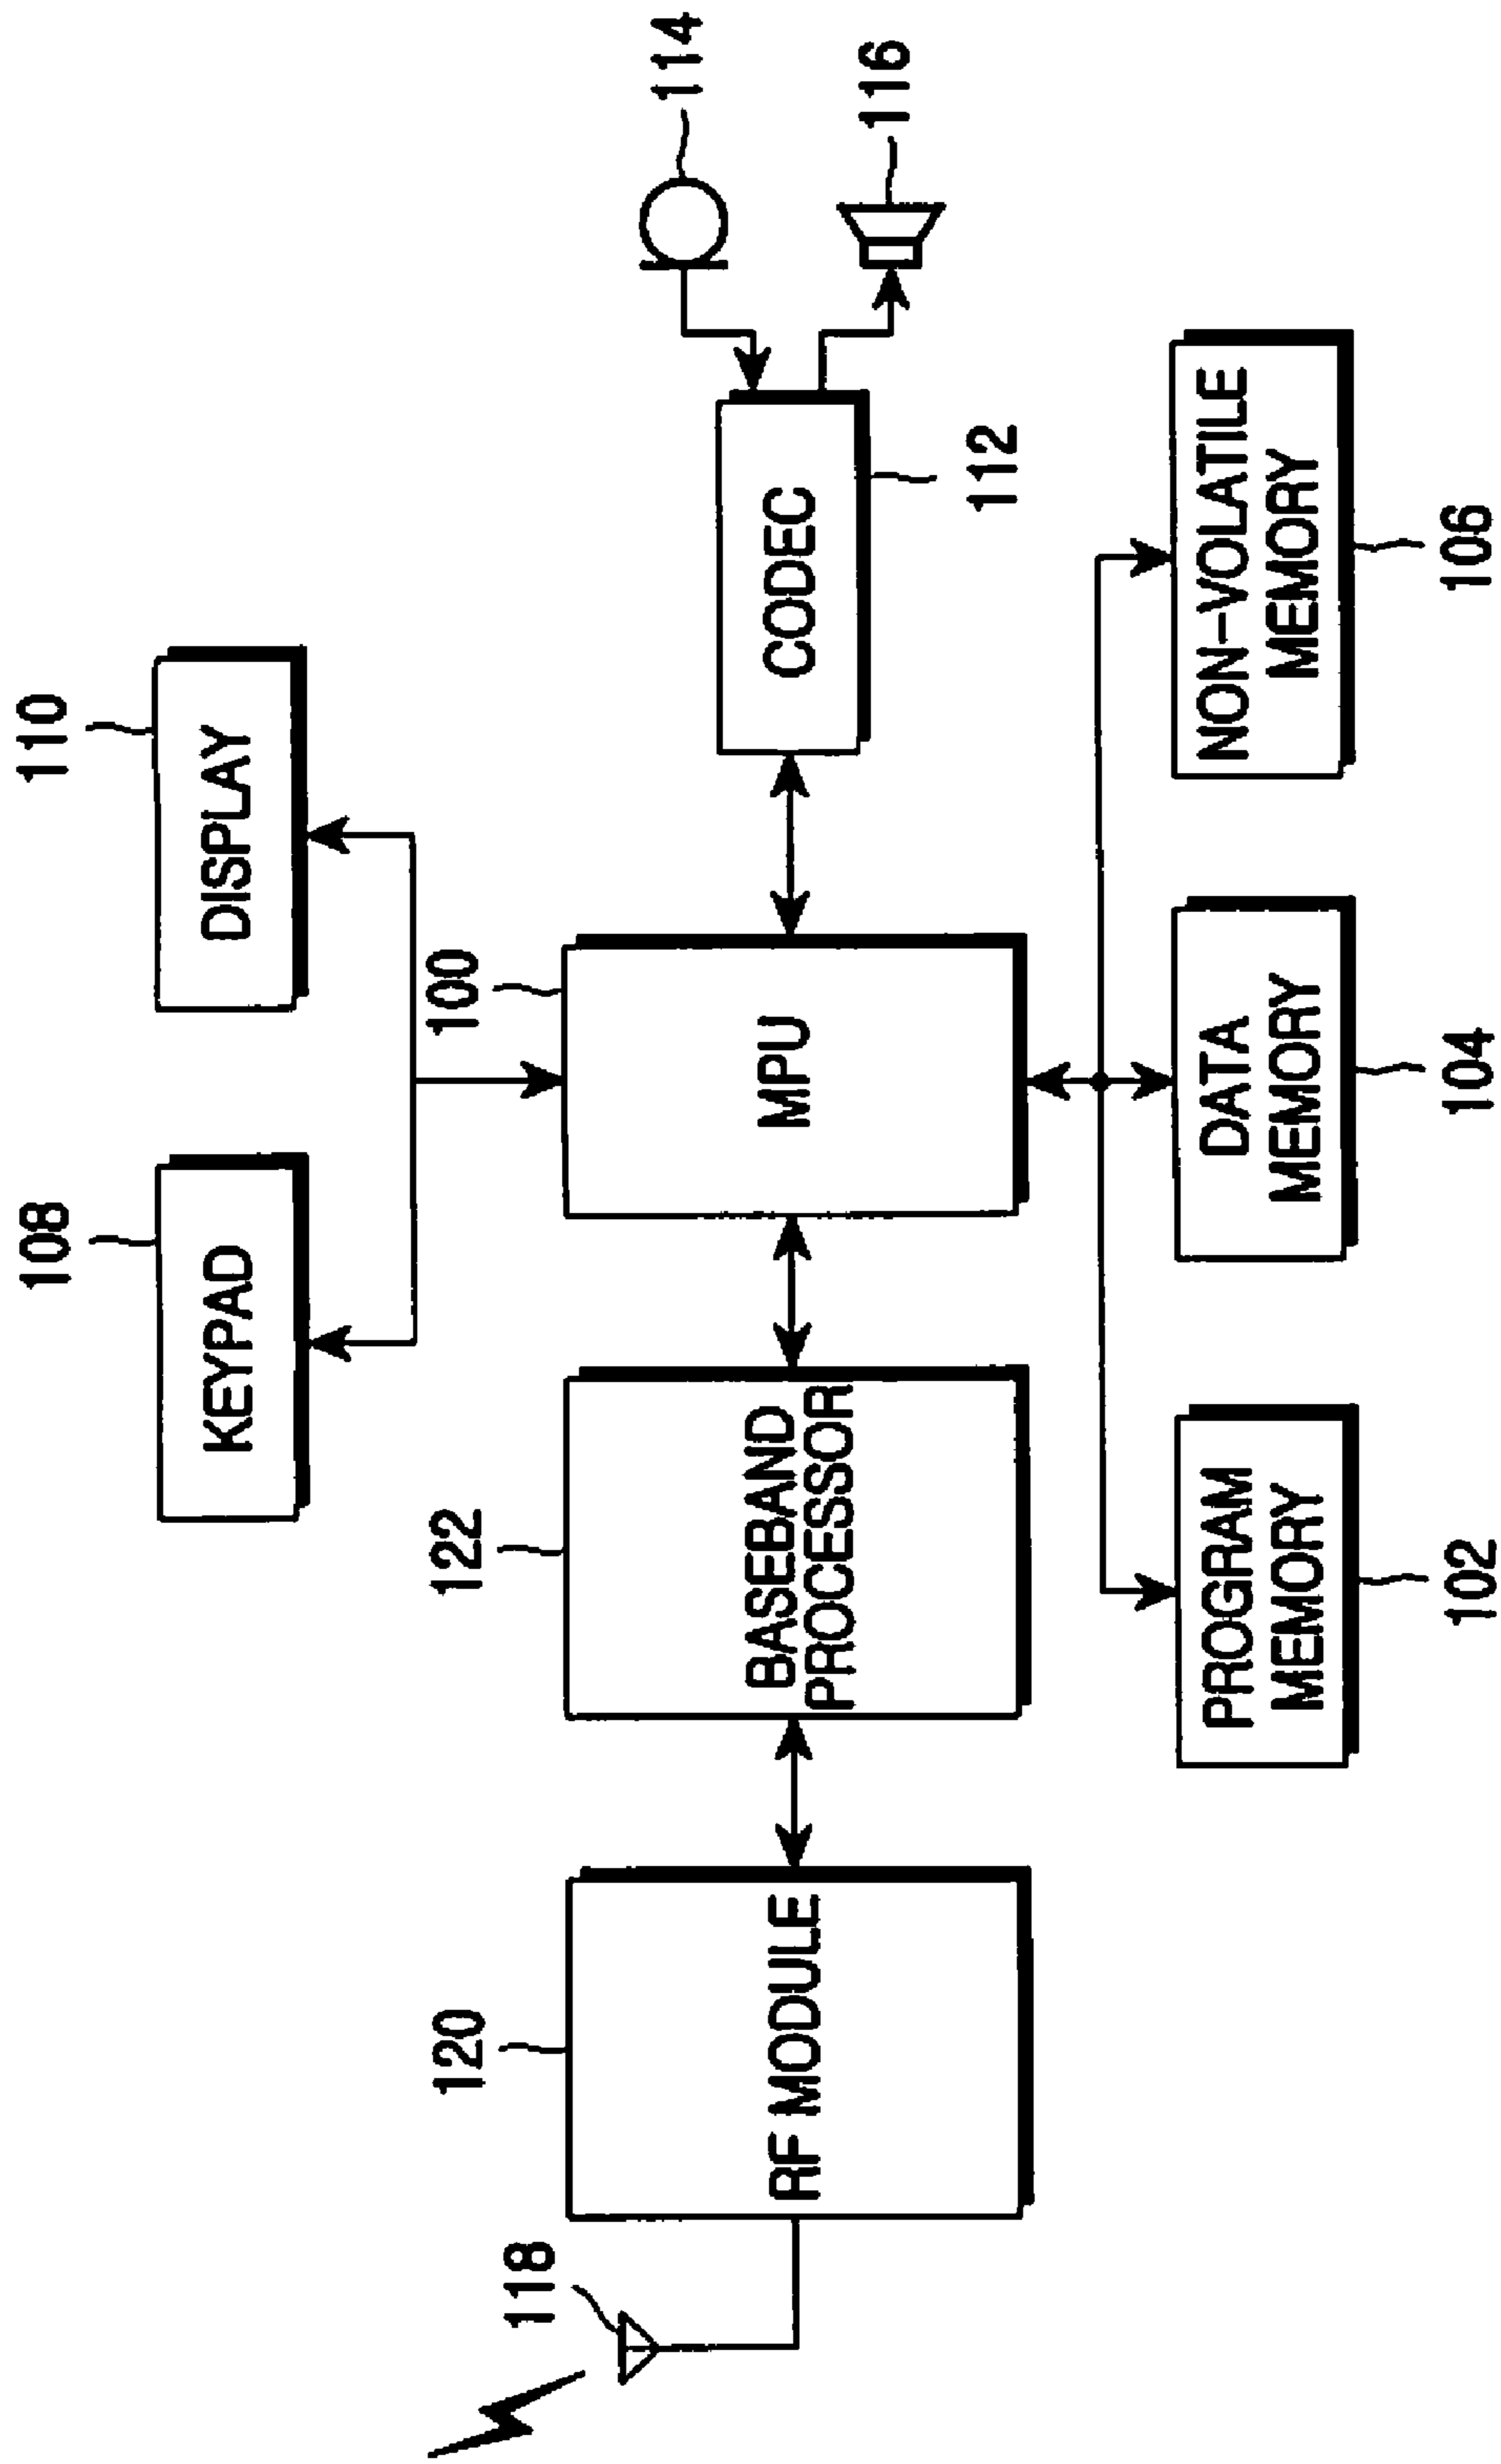 108
KEYPAD
110
DISPLAY
118
120
RF MODULE
122
BASEBAND
PROCESSOR
100
MPU
CODEC
112
114
116
PROGRAM
MEMORY
102
DATA
MEMORY
104
NON-VOLATILE
MEMORY
106